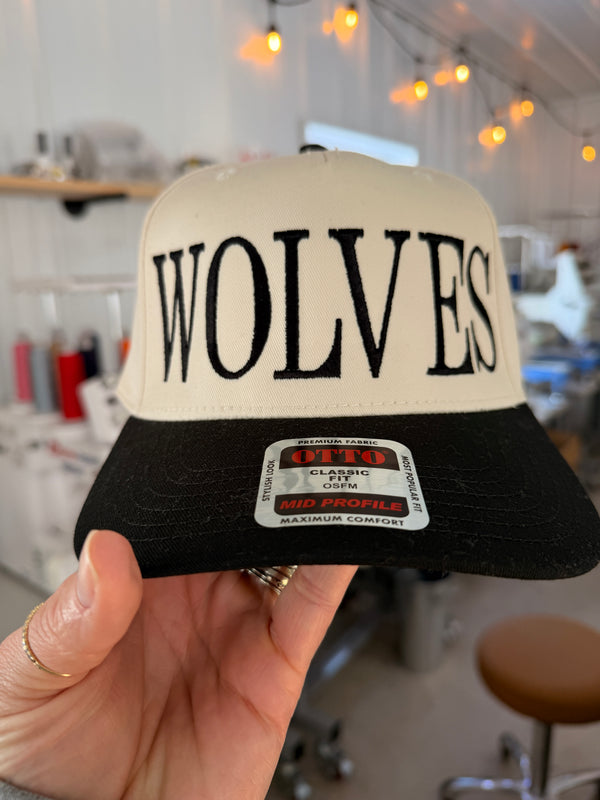 WOLVES
PREMIUM FABRIC
OTTO
CLASSIC
FIT
OSFM
MID PROFILE
MAXIMUM COMFORT
STYLISH LOOK
MOST POPULAR FIT